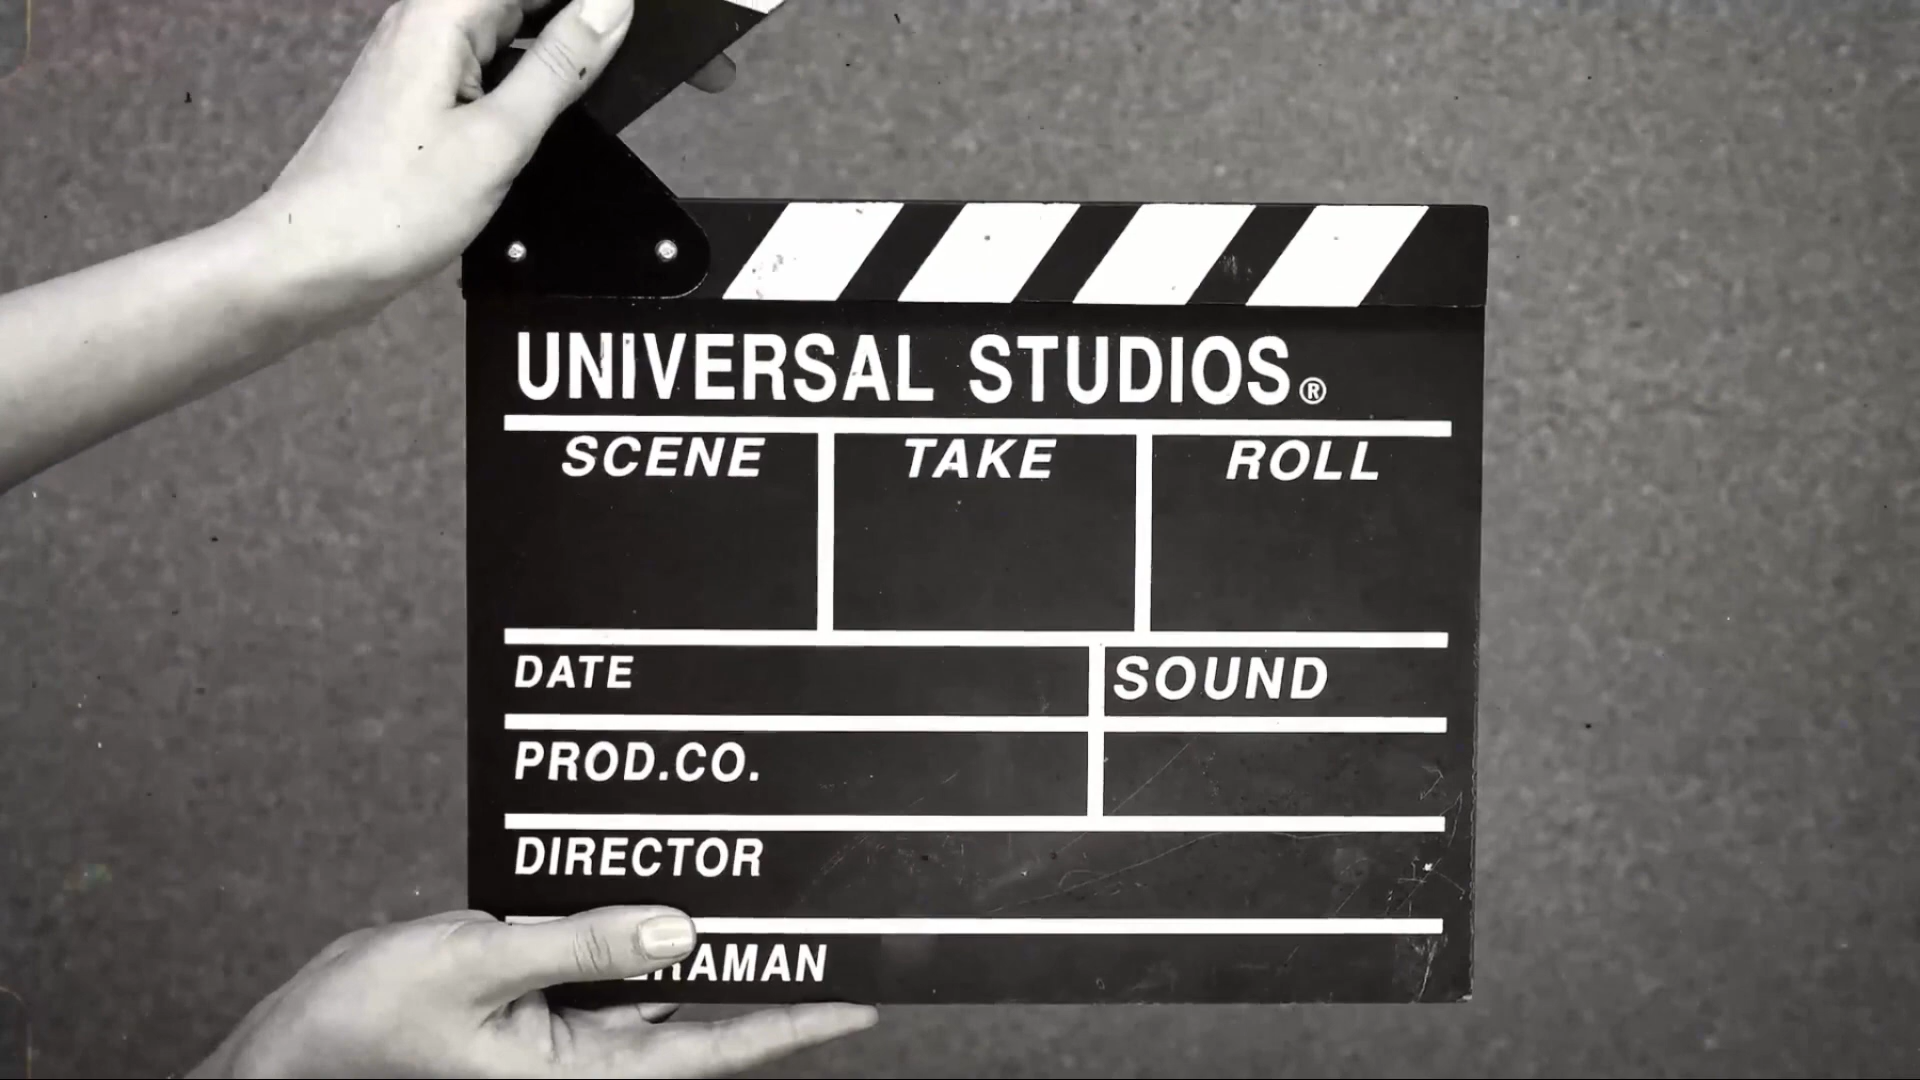 UNIVERSAL STUDIOS®
SCENE TAKE ROLL
DATE SOUND
PROD.CO.
DIRECTOR